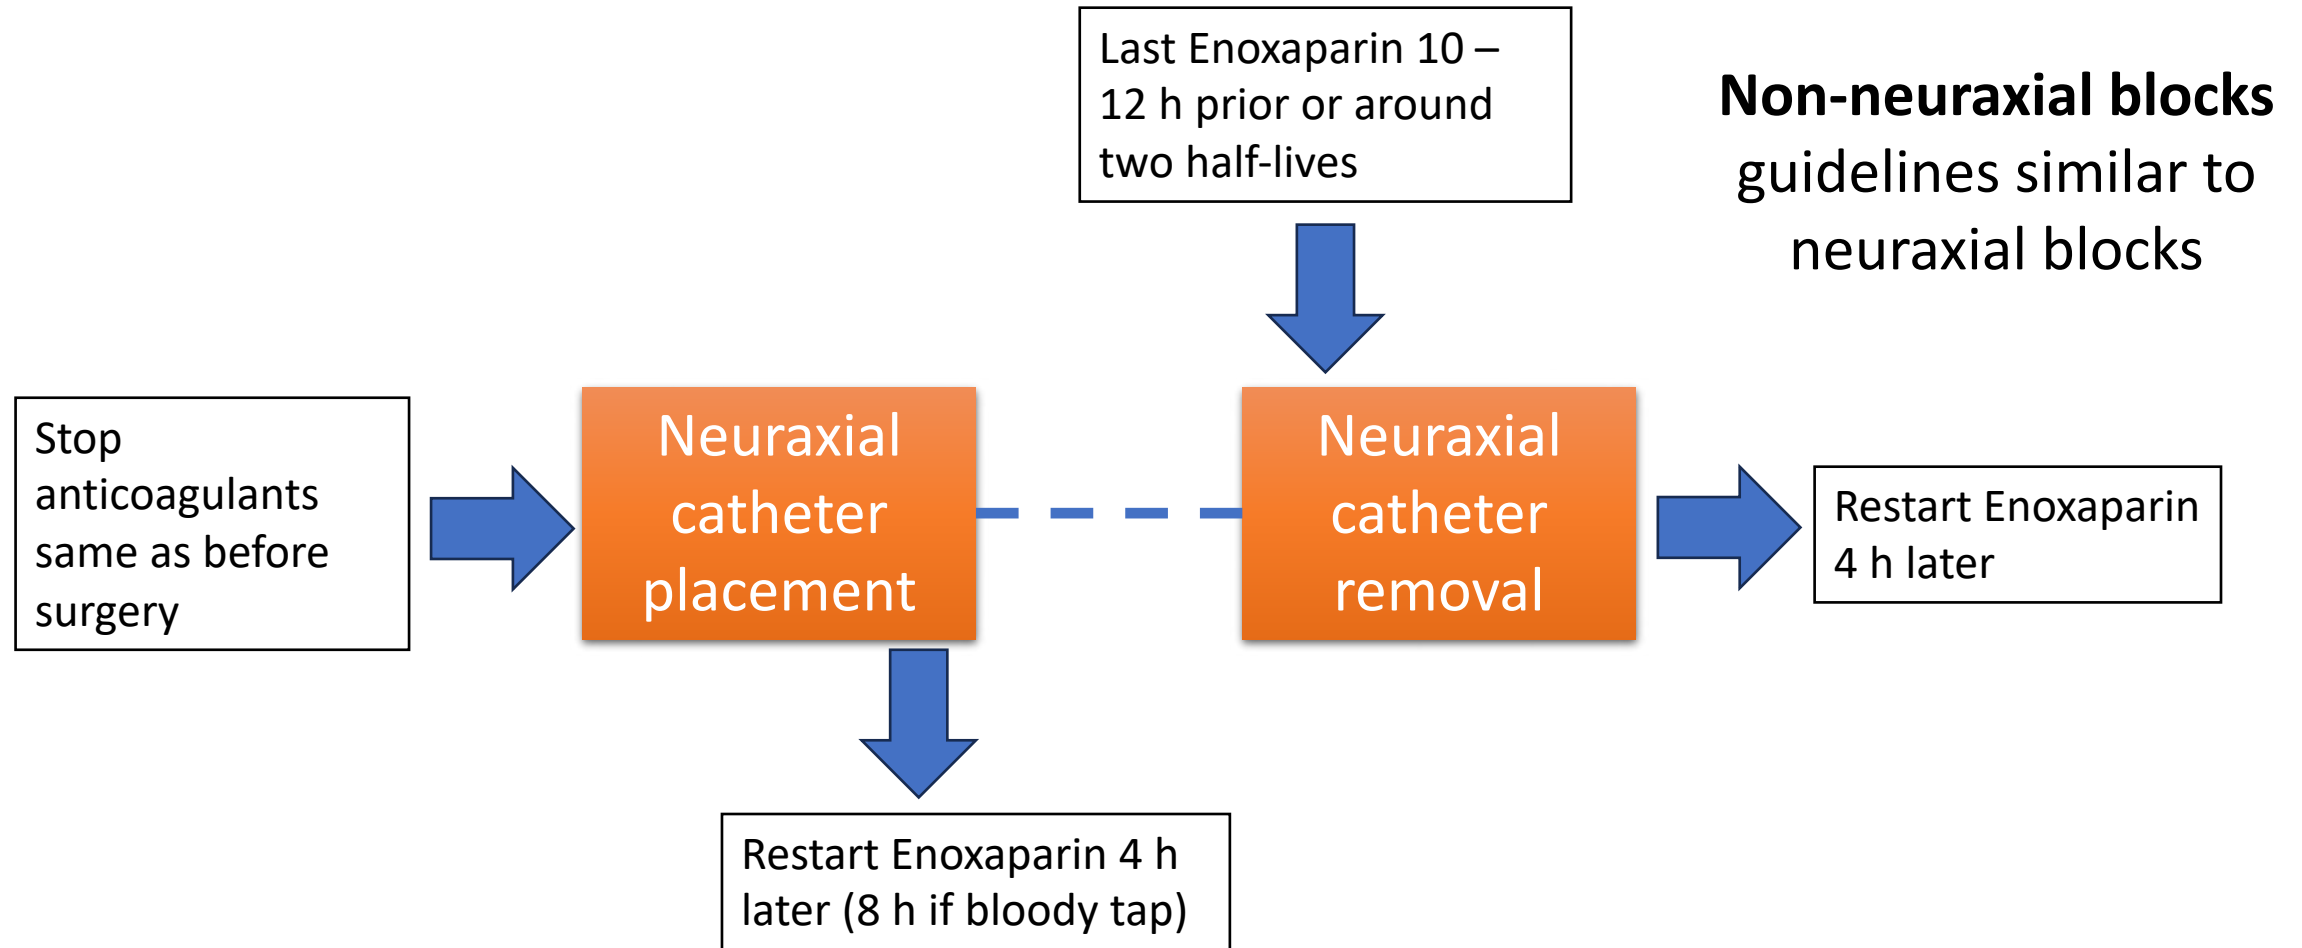 Last Enoxaparin 10 –
12 h prior or around
two half-lives
Non-neuraxial blocks
guidelines similar to
neuraxial blocks
Stop
anticoagulants
same as before
surgery
Neuraxial
catheter
placement
Neuraxial
catheter
removal
Restart Enoxaparin
4 h later
Restart Enoxaparin 4 h
later (8 h if bloody tap)